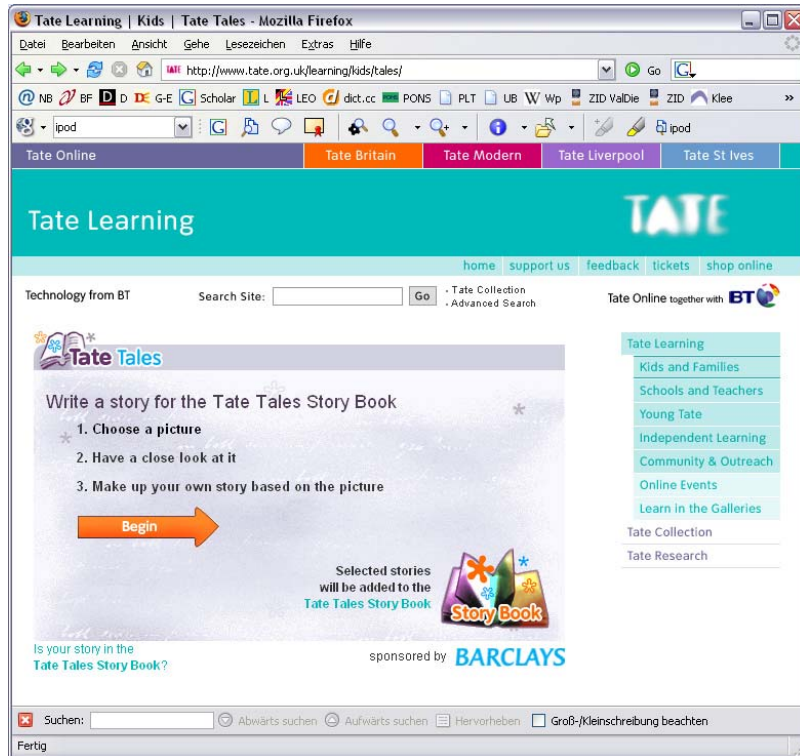 Tate Learning | Kids | Tate Tales - Mozilla Firefox
Datei Bearbeiten Ansicht Gehe Lesezeichen Extras Hilfe
TATE http://www.tate.org.uk/learning/kids/tales/ Go G
NB BF D D DE G-E G Scholar L L LEO dict.cc PONS PLT UB W Wp ZID ValDie ZID Klee »
ipod G ipod
Tate Online Tate Britain Tate Modern Tate Liverpool Tate St Ives
Tate Learning TATE
home support us feedback tickets shop online
Technology from BT Search Site: Go Tate Collection Tate Online together with BT
Advanced Search
Tate Tales
Write a story for the Tate Tales Story Book
1. Choose a picture
2. Have a close look at it
3. Make up your own story based on the picture
Begin
Selected stories
will be added to the
Tate Tales Story Book
Story Book
Is your story in the
Tate Tales Story Book?
sponsored by BARCLAYS
Tate Learning
Kids and Families
Schools and Teachers
Young Tate
Independent Learning
Community & Outreach
Online Events
Learn in the Galleries
Tate Collection
Tate Research
Suchen: Abwärts suchen Aufwärts suchen Hervorheben Groß-/Kleinschreibung beachten
Fertig